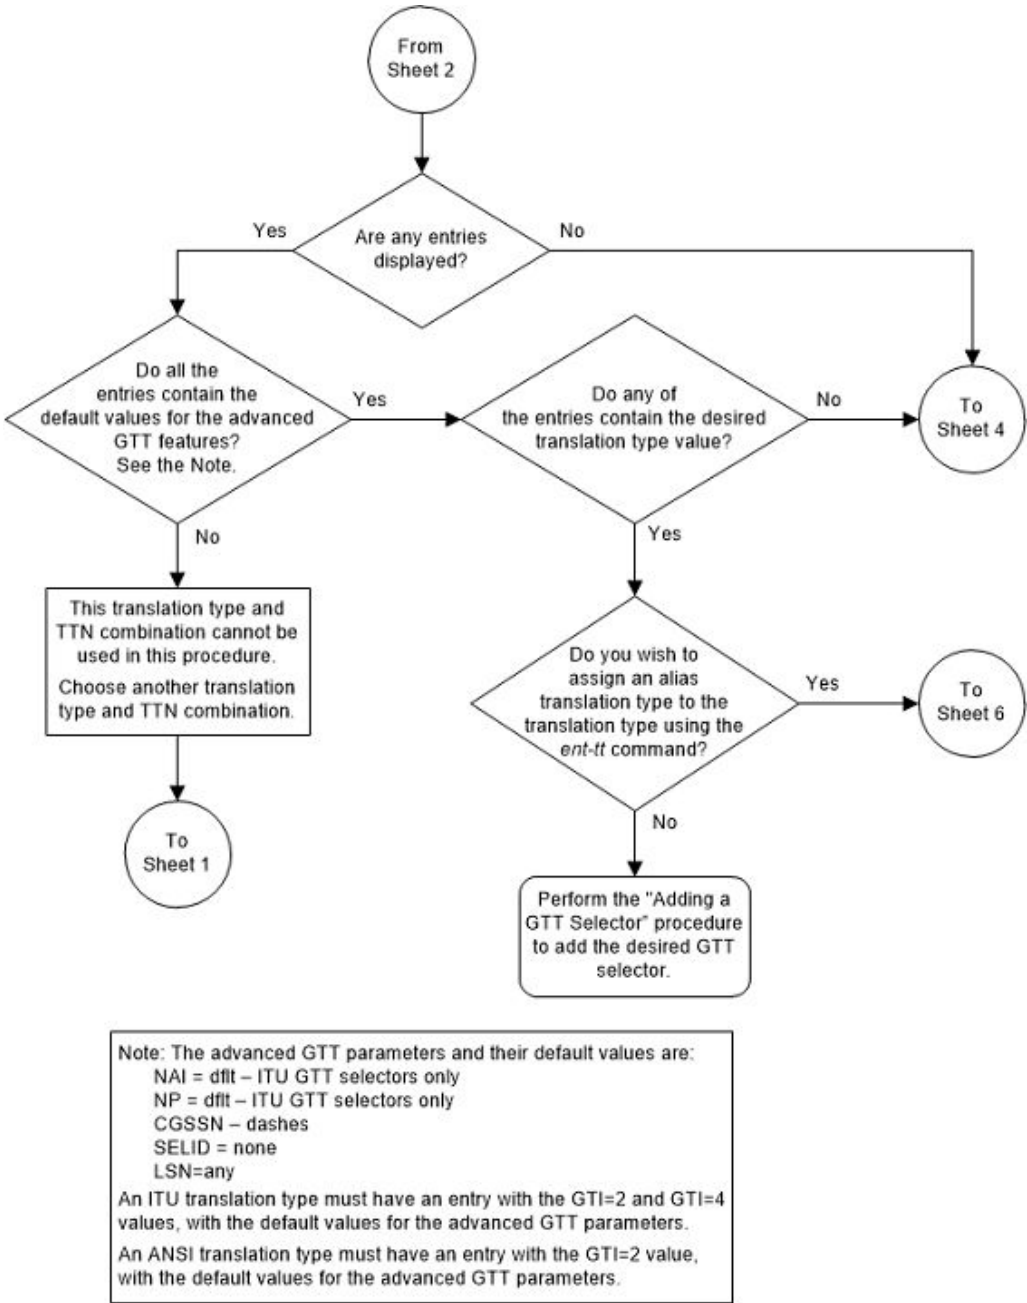 From
Sheet 2
Yes
No
Are any entries
displayed?
Do all the
entries contain the
default values for the advanced
GTT features?
See the Note.
Yes
Do any of
the entries contain the desired
translation type value?
No
To
Sheet 4
No
Yes
This translation type and
TTN combination cannot be
used in this procedure.
Choose another translation
type and TTN combination.
Do you wish to
assign an alias
translation type to the
translation type using the
ent-tt command?
Yes
To
Sheet 6
To
Sheet 1
No
Perform the "Adding a
GTT Selector" procedure
to add the desired GTT
selector.
Note: The advanced GTT parameters and their default values are:
NAI = dflt – ITU GTT selectors only
NP = dflt – ITU GTT selectors only
CGSSN – dashes
SELID = none
LSN=any
An ITU translation type must have an entry with the GTI=2 and GTI=4
values, with the default values for the advanced GTT parameters.
An ANSI translation type must have an entry with the GTI=2 value,
with the default values for the advanced GTT parameters.